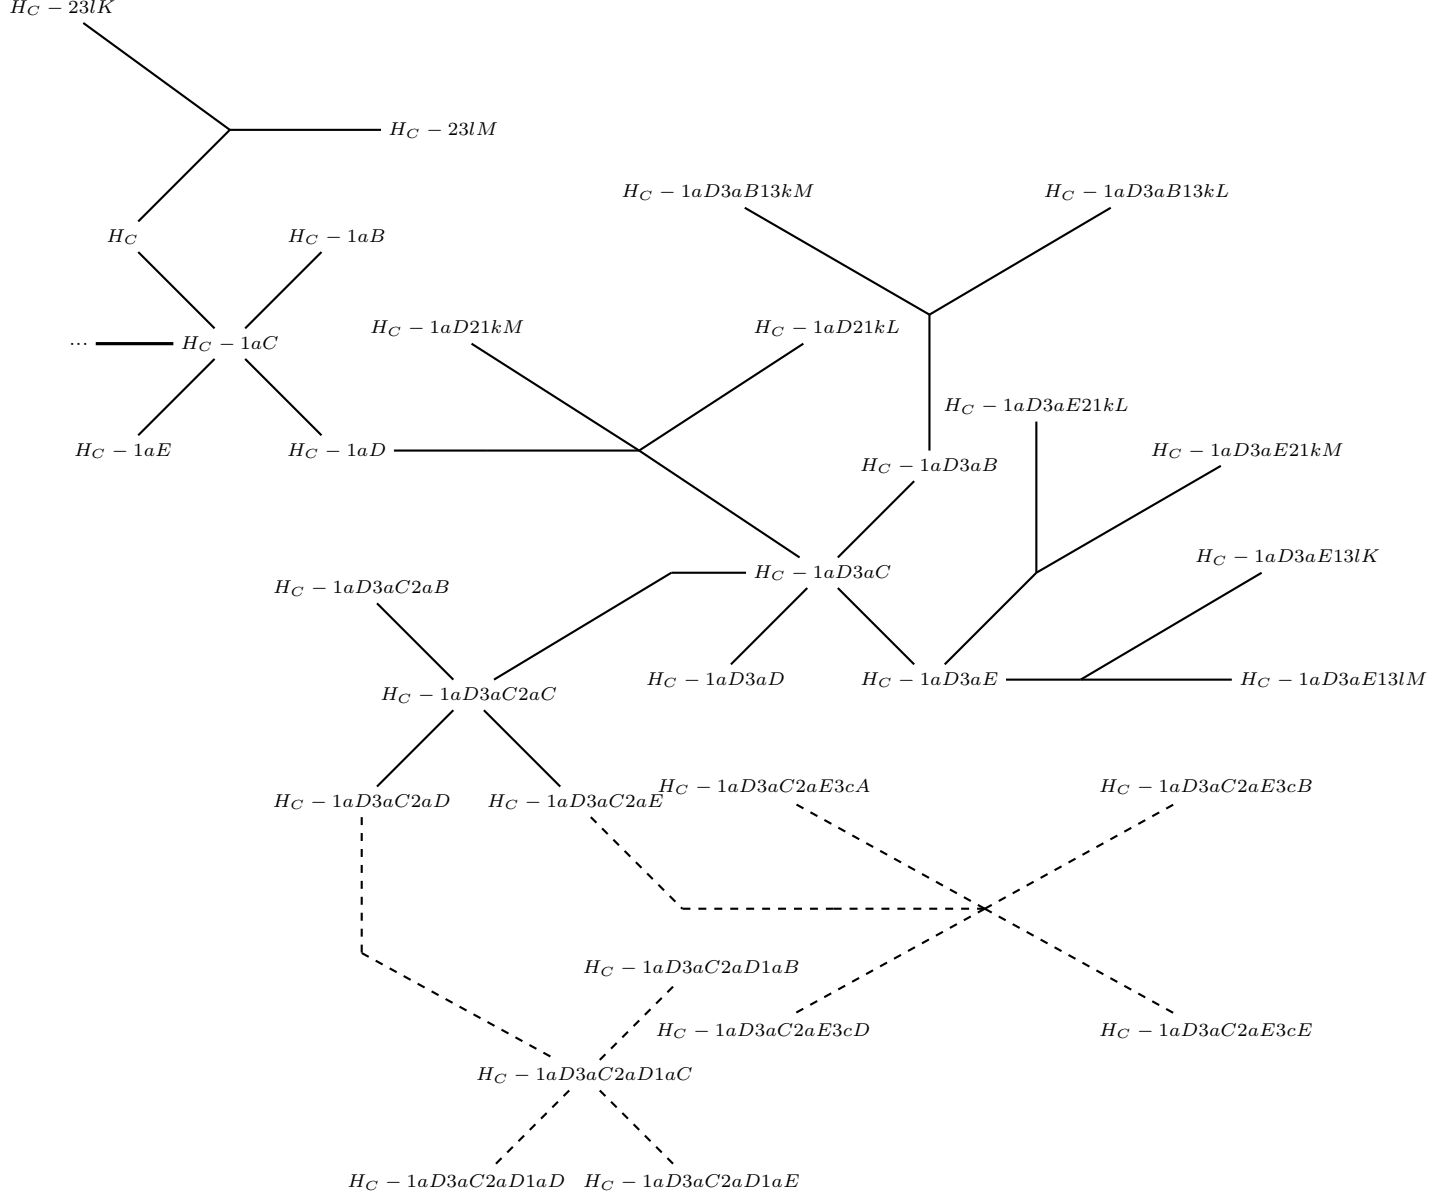 H_C − 23lK
H_C − 23lM
H_C − 1aD3aB13kM
H_C − 1aD3aB13kL
H_C
H_C − 1aB
H_C − 1aD21kM
H_C − 1aD21kL
...
H_C − 1aC
H_C − 1aD3aE21kL
H_C − 1aE
H_C − 1aD
H_C − 1aD3aE21kM
H_C − 1aD3aB
H_C − 1aD3aE13lK
H_C − 1aD3aC
H_C − 1aD3aC2aB
H_C − 1aD3aD
H_C − 1aD3aE
H_C − 1aD3aE13lM
H_C − 1aD3aC2aC
H_C − 1aD3aC2aE3cA
H_C − 1aD3aC2aE3cB
H_C − 1aD3aC2aD
H_C − 1aD3aC2aE
H_C − 1aD3aC2aD1aB
H_C − 1aD3aC2aE3cD
H_C − 1aD3aC2aE3cE
H_C − 1aD3aC2aD1aC
H_C − 1aD3aC2aD1aD
H_C − 1aD3aC2aD1aE